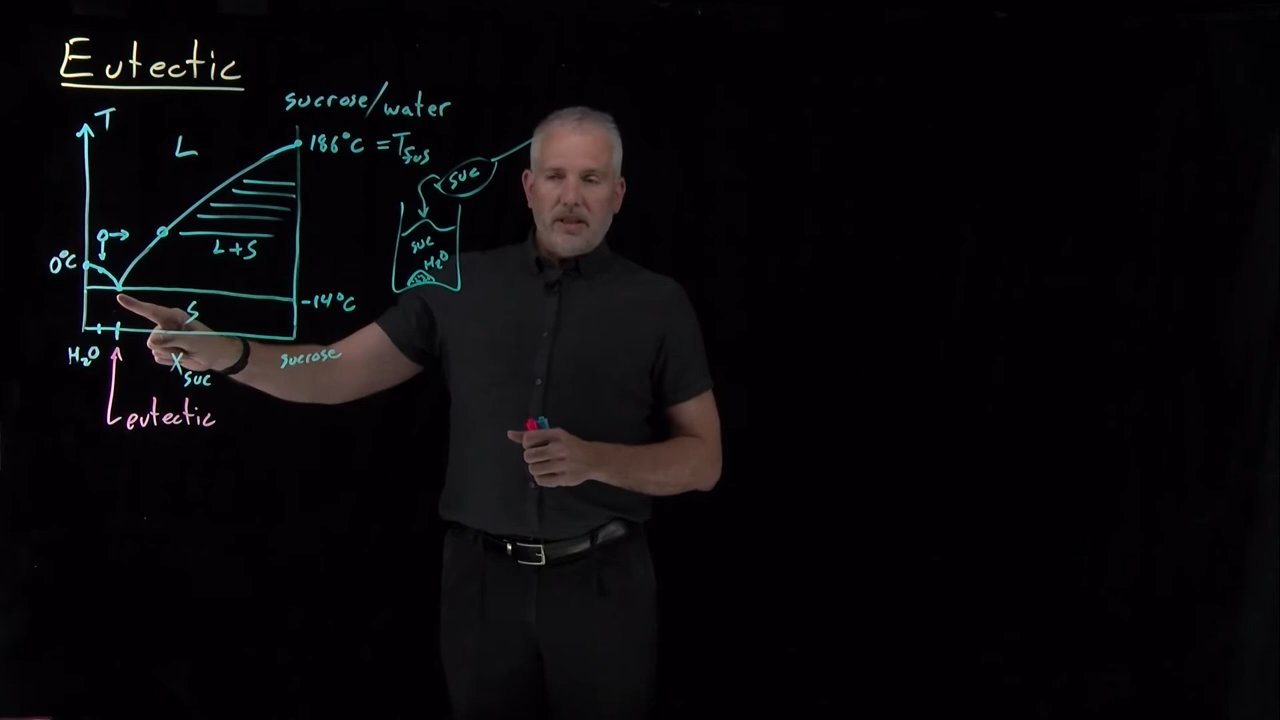 Eutectic
sucrose/water
T
L
186°C = Tsus
suc
0°C
L+S
suc
H₂O
-14°C
S
H₂O
Xsuc
sucrose
eutectic